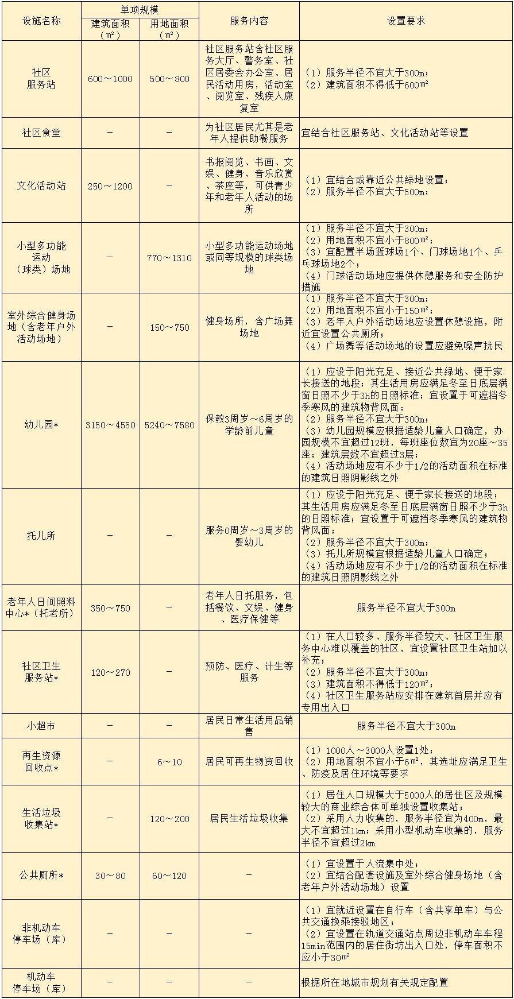 设施名称
单项规模
建筑面积
（㎡）
用地面积
（㎡）
服务内容
设置要求
社区
服务站
600～1000
500～800
社区服务站含社区服
务大厅、警务室、社
区居委会办公室、居
民活动用房，活动室
、阅览室、残疾人康
复室
（1）服务半径不宜大于300m；
（2）建筑面积不得低于600㎡
社区食堂
－
－
为社区居民尤其是老
年人提供助餐服务
宜结合社区服务站、文化活动站等设置
文化活动站
250～1200
－
书报阅览、书画、文
娱、健身、音乐欣赏
、茶座等，可供青少
年和老年人活动的场
所
（1）宜结合或靠近公共绿地设置；
（2）服务半径不宜大于500m；
小型多功能
运动
（球类）场地
－
770～1310
小型多功能运动场地
或同等规模的球类场
地
（1）服务半径不宜大于300m；
（2）用地面积不宜小于800㎡；
（3）宜配置半场篮球场1个、门球场地1个、乒
乓球场地2个；
（4）门球活动场地应提供休憩服务和安全防护
措施
室外综合健身场
地（含老年户外
活动场地）
－
150～750
健身场所，含广场舞
场地
（1）服务半径不宜大于300m；
（2）用地面积不宜小于150㎡；
（3）老年人户外活动场地应设置休憩设施，附
近宜设置公共厕所；
（4）广场舞等活动场地的设置应避免噪声扰民
幼儿园*
3150～4550
5240～7580
保教3周岁～6周岁的
学龄前儿童
（1）应设于阳光充足、接近公共绿地、便于家
长接送的地段；其生活用房应满足冬至日底层满
窗日照不少于3h的日照标准；宜设置于可遮挡冬
季寒风的建筑物背风面；
（2）服务半径不宜大于300m；
（3）幼儿园规模应根据适龄儿童人口确定，办
园规模不宜超过12班，每班座位数宜为20座～35
座；建筑层数不宜超过3层；
（4）活动场地应有不少于1/2的活动面积在标准
的建筑日照阴影线之外
托儿所
－
－
服务0周岁～3周岁的
婴幼儿
（1）应设于阳光充足、便于家长接送的地段；
其生活用房应满足冬至日底层满窗日照不少于3h
的日照标准；宜设置于可遮挡冬季寒风的建筑物
背风面；
（2）服务半径不宜大于300m；
（3）托儿所规模宜根据适龄儿童人口确定；
（4）活动场地应有不少于1/2的活动面积在标准
的建筑日照阴影线之外
老年人日间照料
中心*（托老所）
350～750
－
老年人日托服务，包
括餐饮、文娱、健身
、医疗保健等
服务半径不宜大于300m
社区卫生
服务站*
120～270
－
预防、医疗、计生等
服务
（1）在人口较多、服务半径较大、社区卫生服
务中心难以覆盖的社区，宜设置社区卫生站加以
补充；
（2）服务半径不宜大于300m；
（3）建筑面积不得低于120㎡；
（4）社区卫生服务站应安排在建筑首层并应有
专用出入口
小超市
－
－
居民日常生活用品销
售
服务半径不宜大于300m
再生资源
回收点*
－
6～10
居民可再生物资回收
（1）1000人～3000人设置1处；
（2）用地面积不宜小于6㎡，其选址应满足卫生
、防疫及居住环境等要求
生活垃圾
收集站*
－
120～200
居民生活垃圾收集
（1）居住人口规模大于5000人的居住区及规模
较大的商业综合体可单独设置收集站；
（2）采用人力收集的，服务半径宜为400m，最
大不宜超过1km；采用小型机动车收集的，服务
半径不宜超过2km
公共厕所*
30～80
60～120
－
（1）宜设置于人流集中处；
（2）宜结合配套设施及室外综合健身场地（含
老年户外活动场地）设置
非机动车
停车场（库）
－
－
－
（1）宜就近设置在自行车（含共享单车）与公
共交通换乘接驳地区；
（2）宜设置在轨道交通站点周边非机动车车程
15min范围内的居住街坊出入口处，停车面积不
应小于30㎡
机动车
停车场（库）
－
－
－
根据所在地城市规划有关规定配置